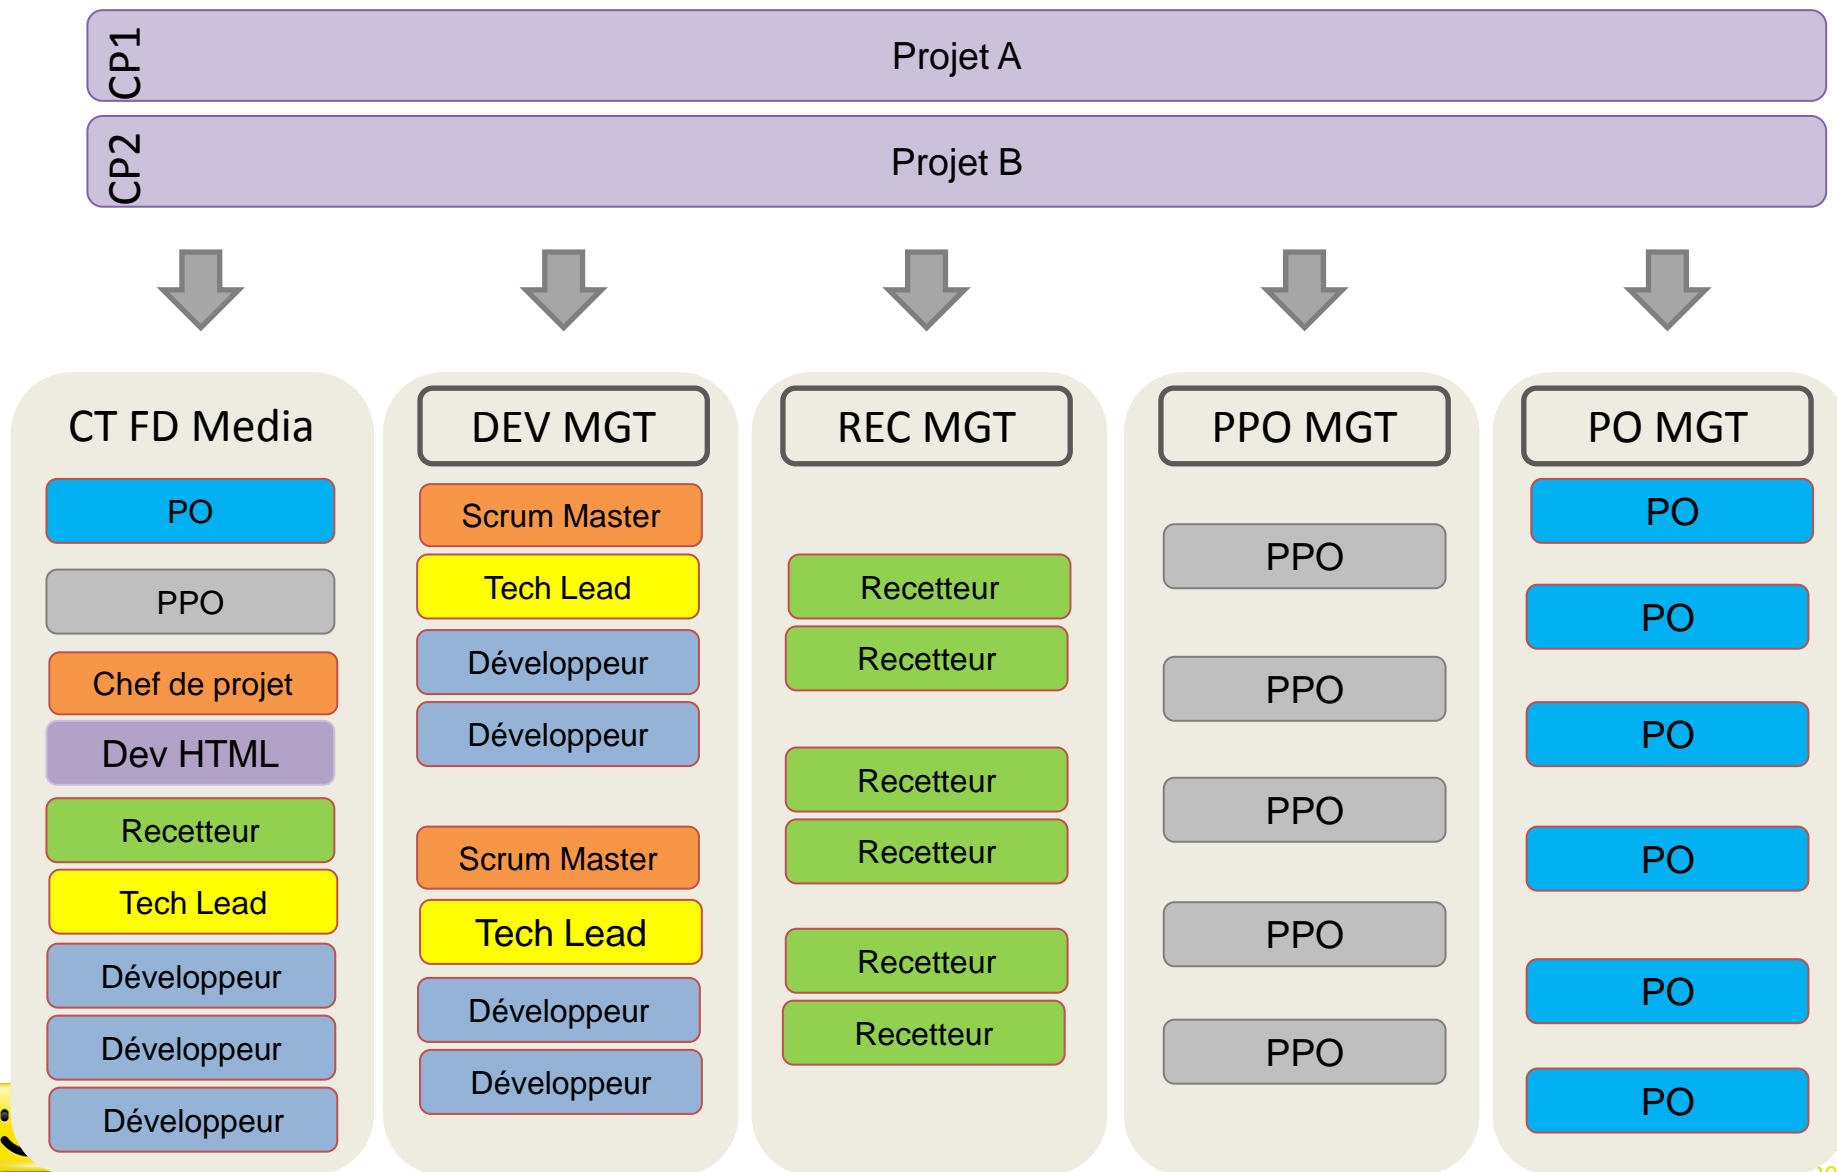 CP1
Projet A
CP2
Projet B
CT FD Media
PO
PPO
Chef de projet
Dev HTML
Recetteur
Tech Lead
Développeur
Développeur
Développeur
DEV MGT
Scrum Master
Tech Lead
Développeur
Développeur
Scrum Master
Tech Lead
Développeur
Développeur
REC MGT
Recetteur
Recetteur
Recetteur
Recetteur
Recetteur
Recetteur
PPO MGT
PPO
PPO
PPO
PPO
PPO
PO MGT
PO
PO
PO
PO
PO
PO